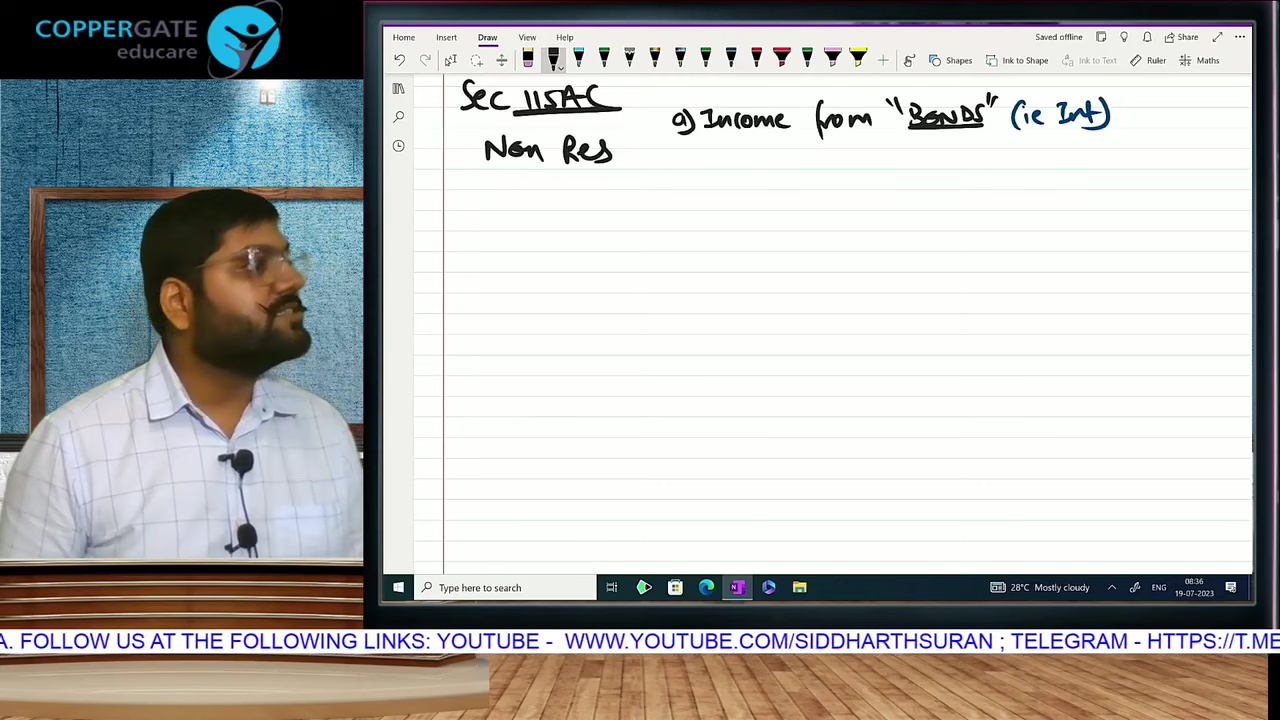 COPPERGATE
educare
Home Insert Draw View Help
Saved offline
Share
Shapes
Ink to Shape
Ink to Text
Ruler
Maths
Sec 115AC
a) Income from "BONDS" (ie Int)
Non Res
Type here to search
28°C Mostly cloudy
ENG
08:36
19-07-2023
A. FOLLOW US AT THE FOLLOWING LINKS: YOUTUBE - WWW.YOUTUBE.COM/SIDDHARTHSURAN ; TELEGRAM - HTTPS://T.ME